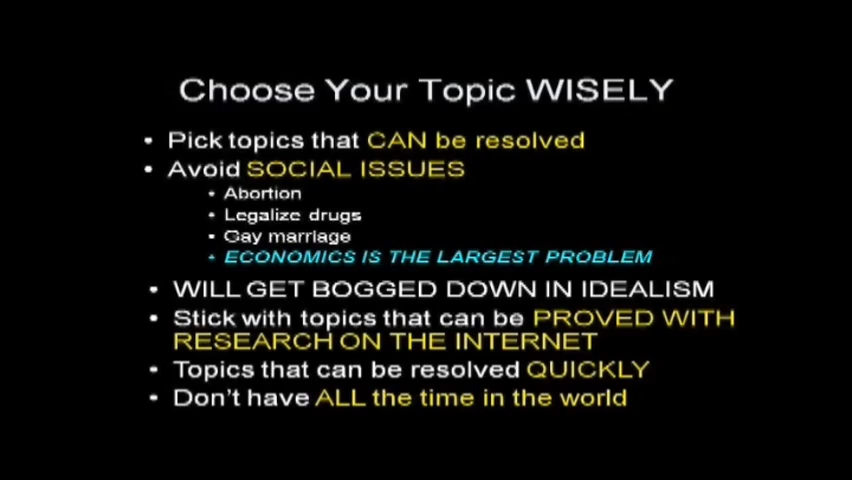 Choose Your Topic WISELY
• Pick topics that CAN be resolved
• Avoid SOCIAL ISSUES
• Abortion
• Legalize drugs
• Gay marriage
• ECONOMICS IS THE LARGEST PROBLEM
• WILL GET BOGGED DOWN IN IDEALISM
• Stick with topics that can be PROVED WITH
RESEARCH ON THE INTERNET
• Topics that can be resolved QUICKLY
• Don't have ALL the time in the world